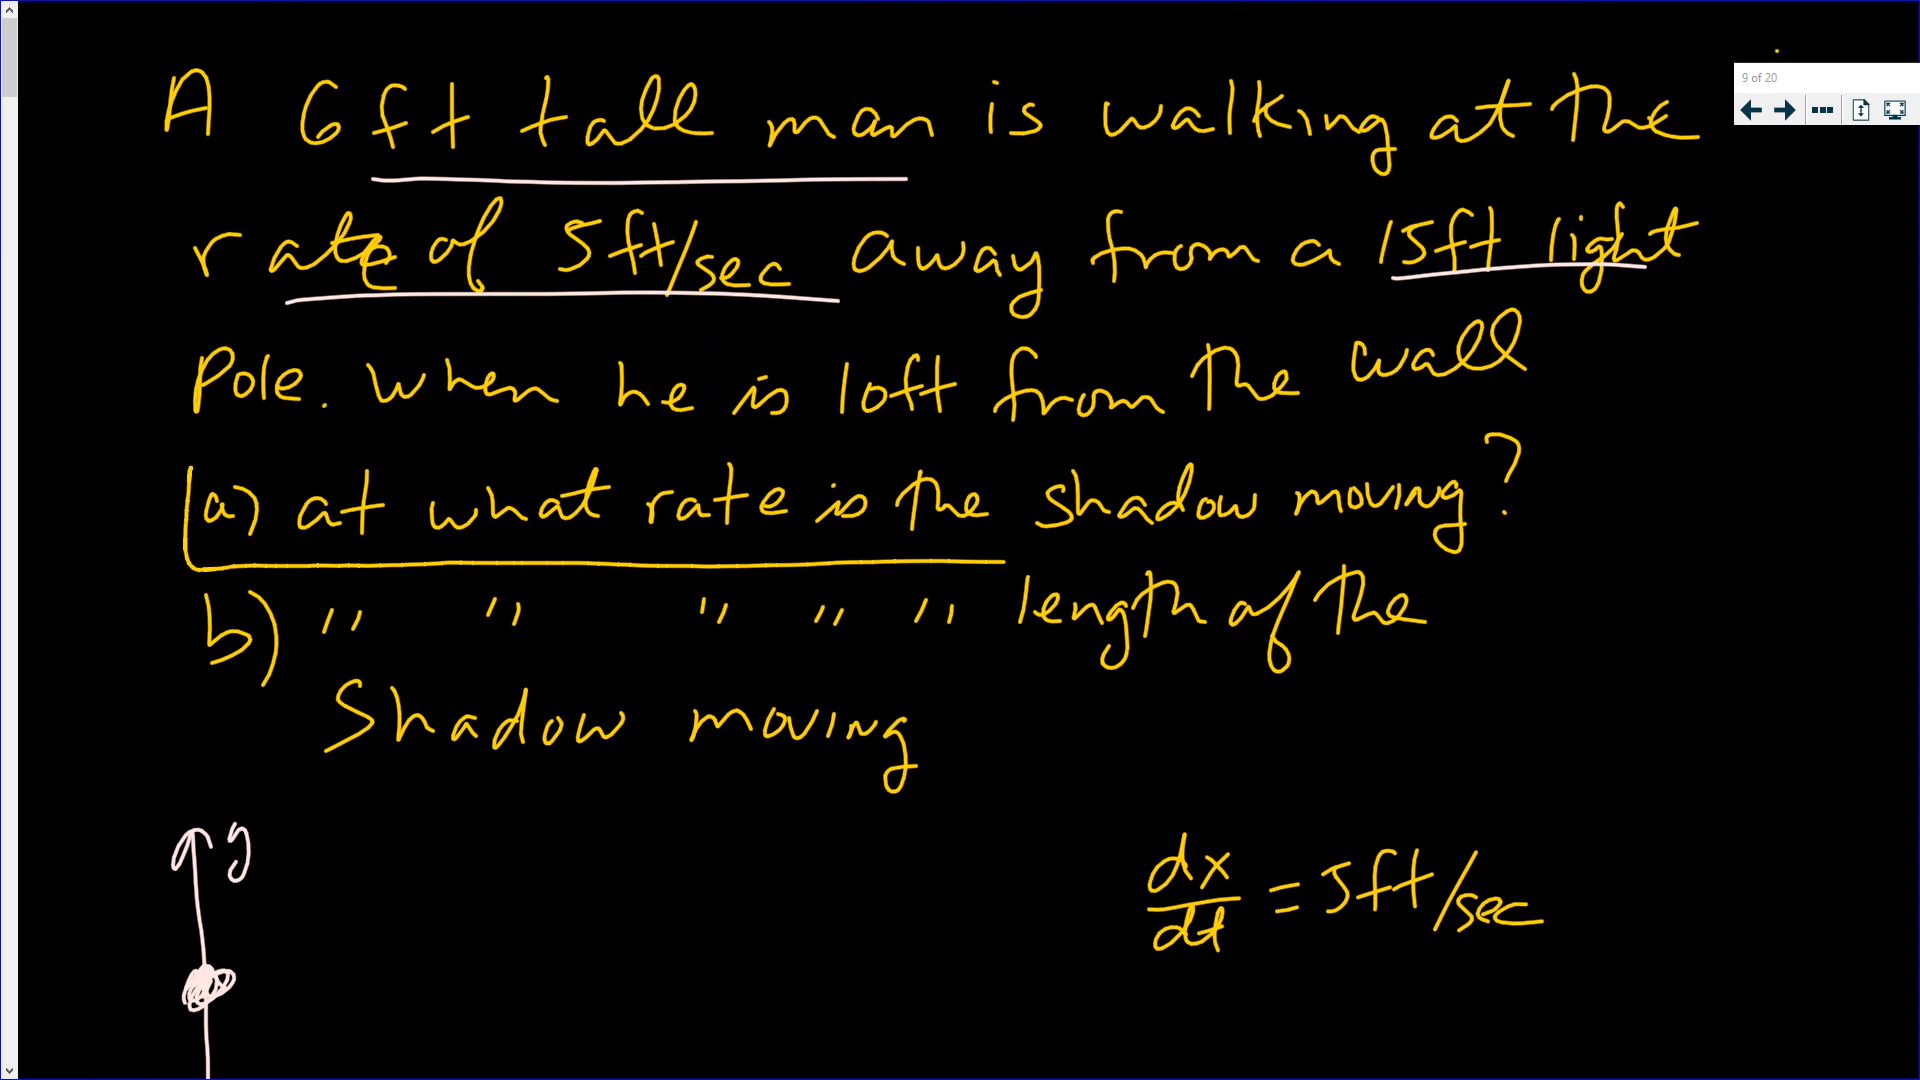 9 of 20
A 6ft tall man is walking at the
rate of 5ft/sec away from a 15ft light
Pole. When he is 10ft from the wall
(a) at what rate is the shadow moving?
b) " " " " " length of the
Shadow moving
y
dx/dt = 5ft/sec